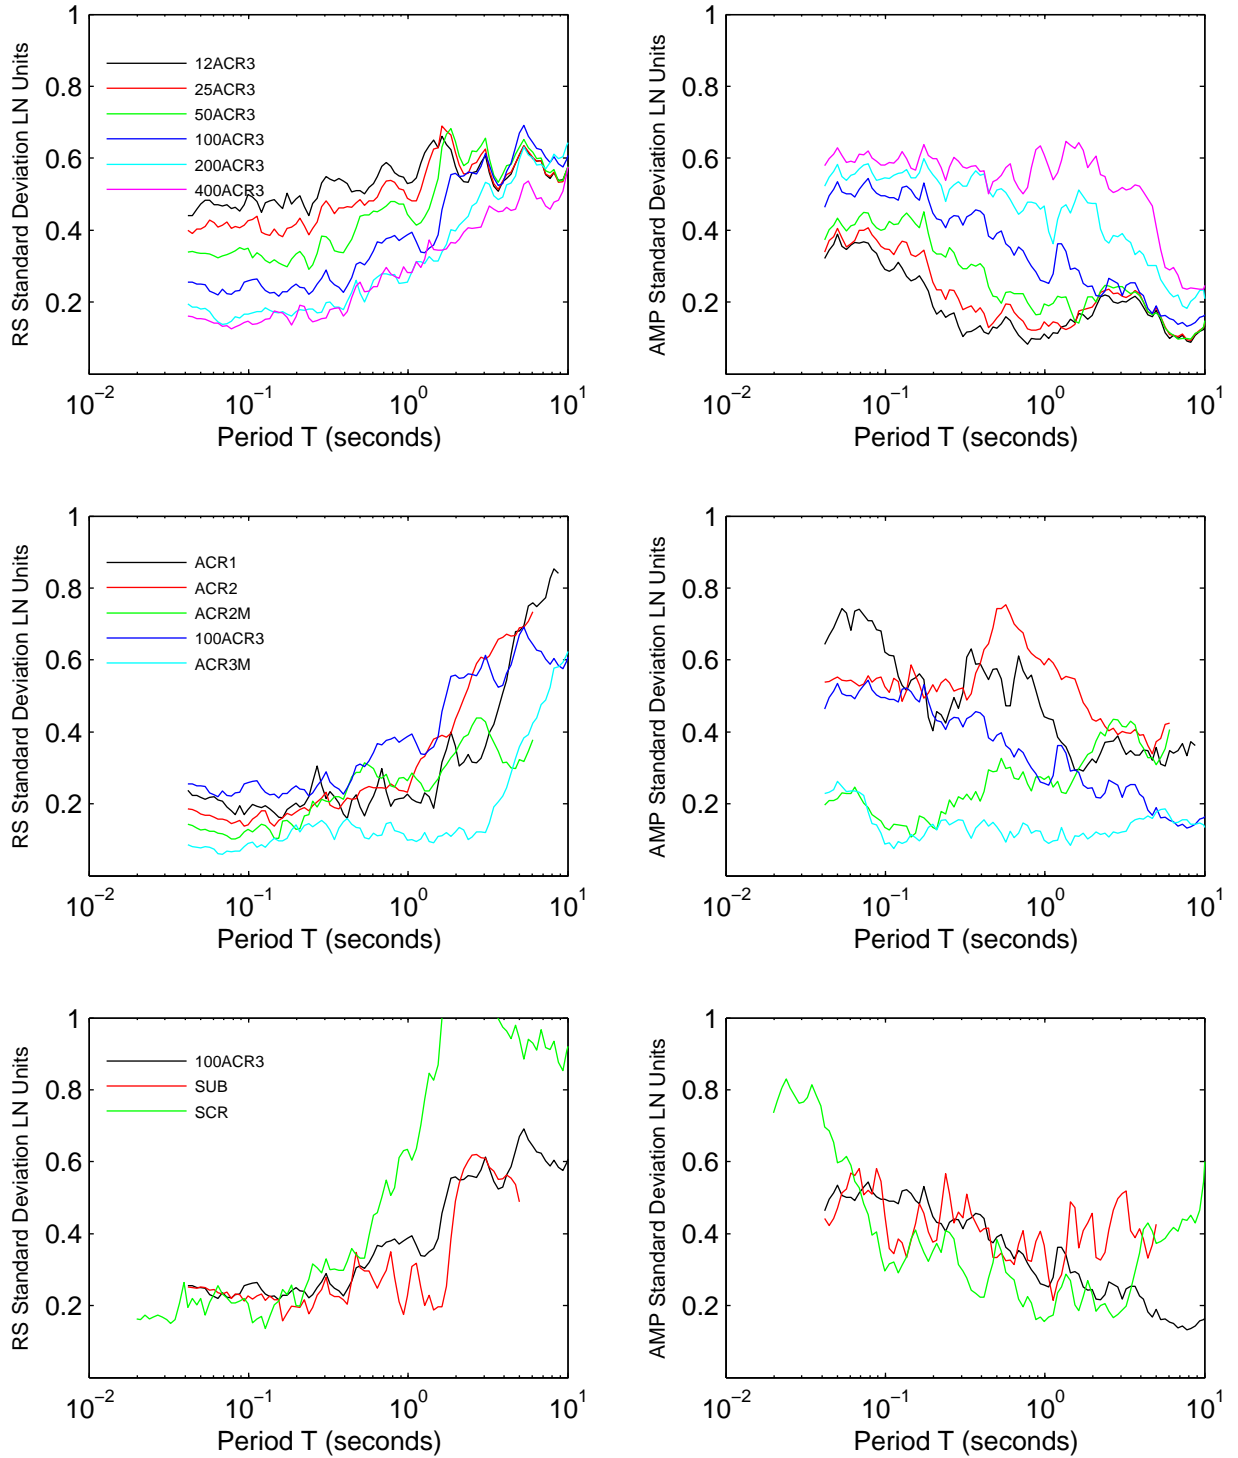 RS Standard Deviation LN Units
1
0.8
0.6
0.4
0.2
12ACR3
25ACR3
50ACR3
100ACR3
200ACR3
400ACR3
10−2 10−1 100 101
Period T (seconds)
AMP Standard Deviation LN Units
1
0.8
0.6
0.4
0.2
10−2 10−1 100 101
Period T (seconds)
RS Standard Deviation LN Units
1
0.8
0.6
0.4
0.2
ACR1
ACR2
ACR2M
100ACR3
ACR3M
10−2 10−1 100 101
Period T (seconds)
AMP Standard Deviation LN Units
1
0.8
0.6
0.4
0.2
10−2 10−1 100 101
Period T (seconds)
RS Standard Deviation LN Units
1
0.8
0.6
0.4
0.2
100ACR3
SUB
SCR
10−2 10−1 100 101
Period T (seconds)
AMP Standard Deviation LN Units
1
0.8
0.6
0.4
0.2
10−2 10−1 100 101
Period T (seconds)